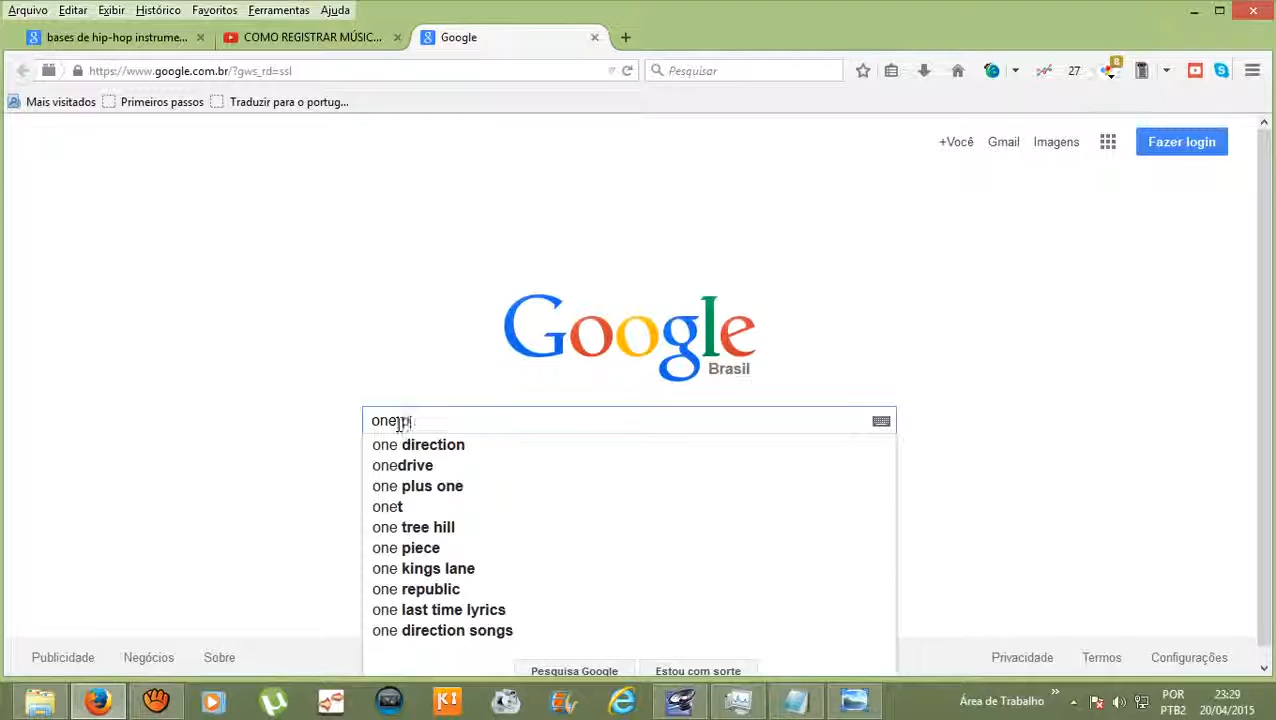 Arquivo Editar Exibir Histórico Favoritos Ferramentas Ajuda
bases de hip-hop instrume... COMO REGISTRAR MÚSIC... Google
https://www.google.com.br/?gws_rd=ssl Pesquisar 27 8
Mais visitados Primeiros passos Traduzir para o portug...
+Você Gmail Imagens Fazer login
Google
Brasil
one
one direction
onedrive
one plus one
onet
one tree hill
one piece
one kings lane
one republic
one last time lyrics
one direction songs
Publicidade Negócios Sobre Pesquisa Google Estou com sorte Privacidade Termos Configurações
K1 Área de Trabalho POR 23:29
PTB2 20/04/2015